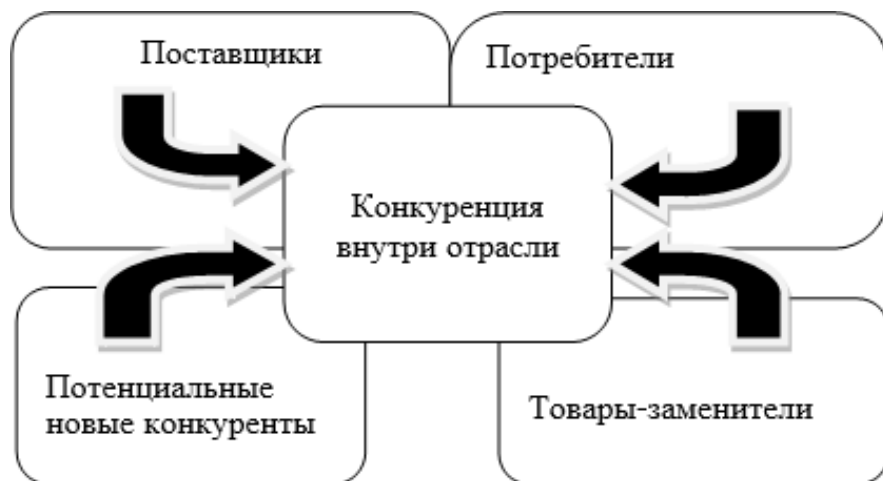 Поставщики
Потребители
Конкуренция
внутри отрасли
Потенциальные
новые конкуренты
Товары-заменители